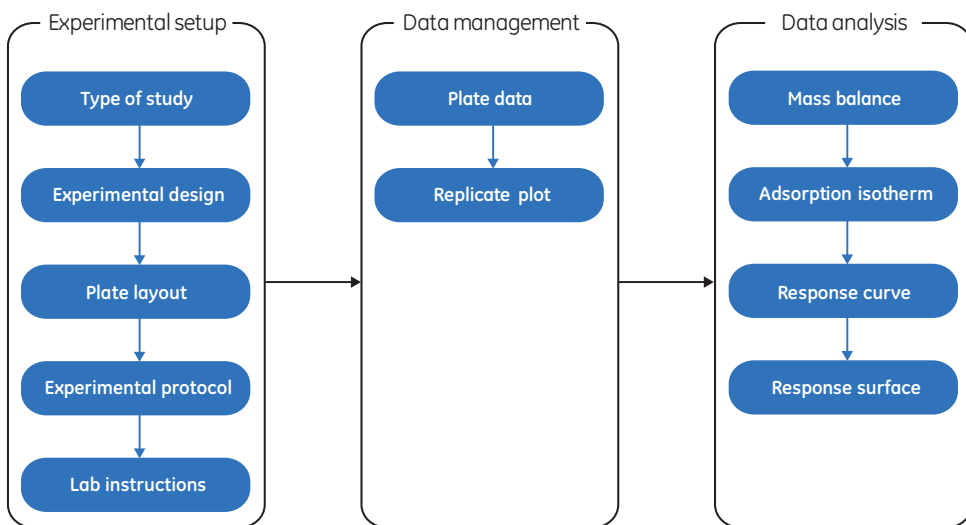 Experimental setup
Type of study
Experimental design
Plate layout
Experimental protocol
Lab instructions
Data management
Plate data
Replicate plot
Data analysis
Mass balance
Adsorption isotherm
Response curve
Response surface